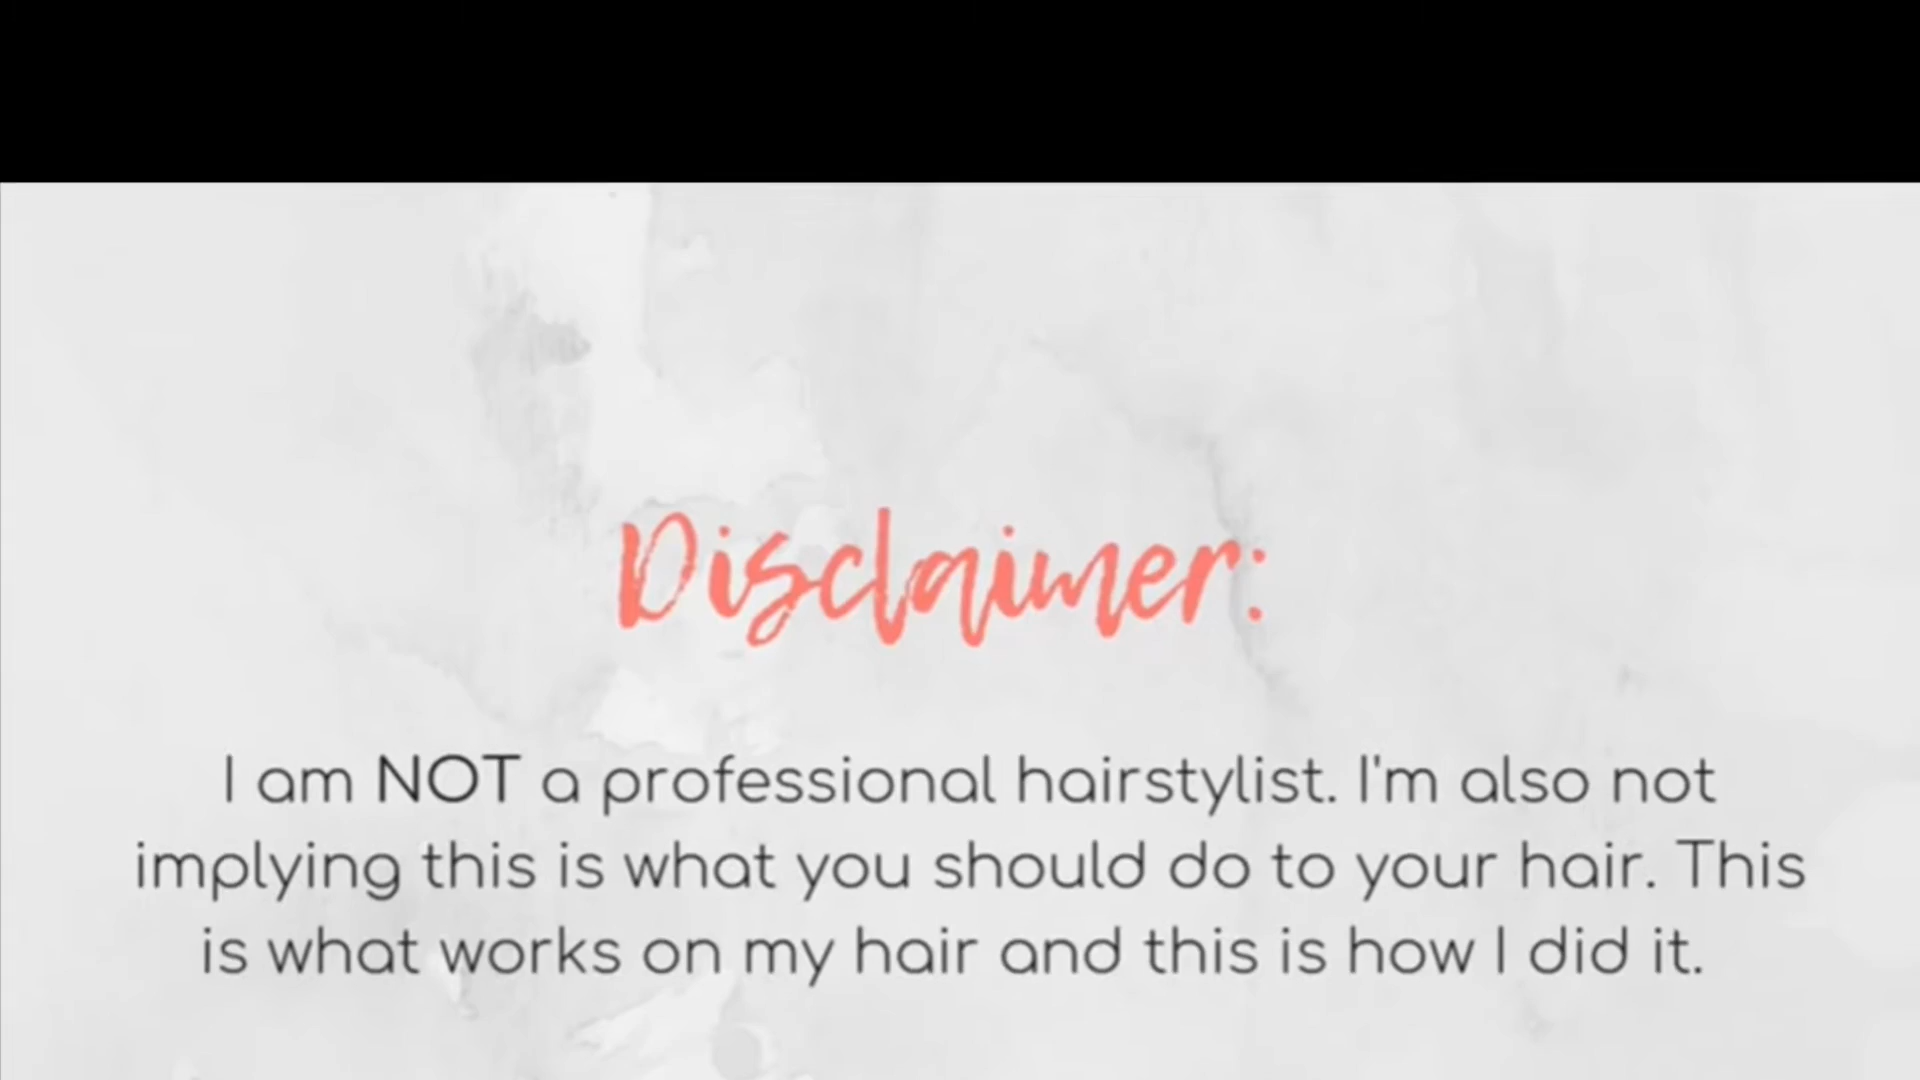 Disclaimer:
I am NOT a professional hairstylist. I'm also not
implying this is what you should do to your hair. This
is what works on my hair and this is how I did it.